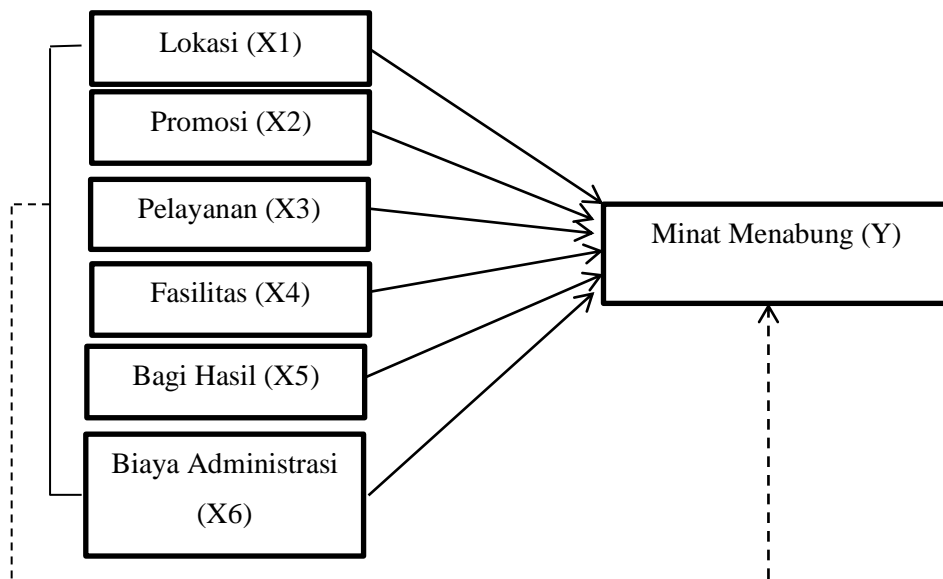 Lokasi (X1)
Promosi (X2)
Pelayanan (X3)
Minat Menabung (Y)
Fasilitas (X4)
Bagi Hasil (X5)
Biaya Administrasi
(X6)